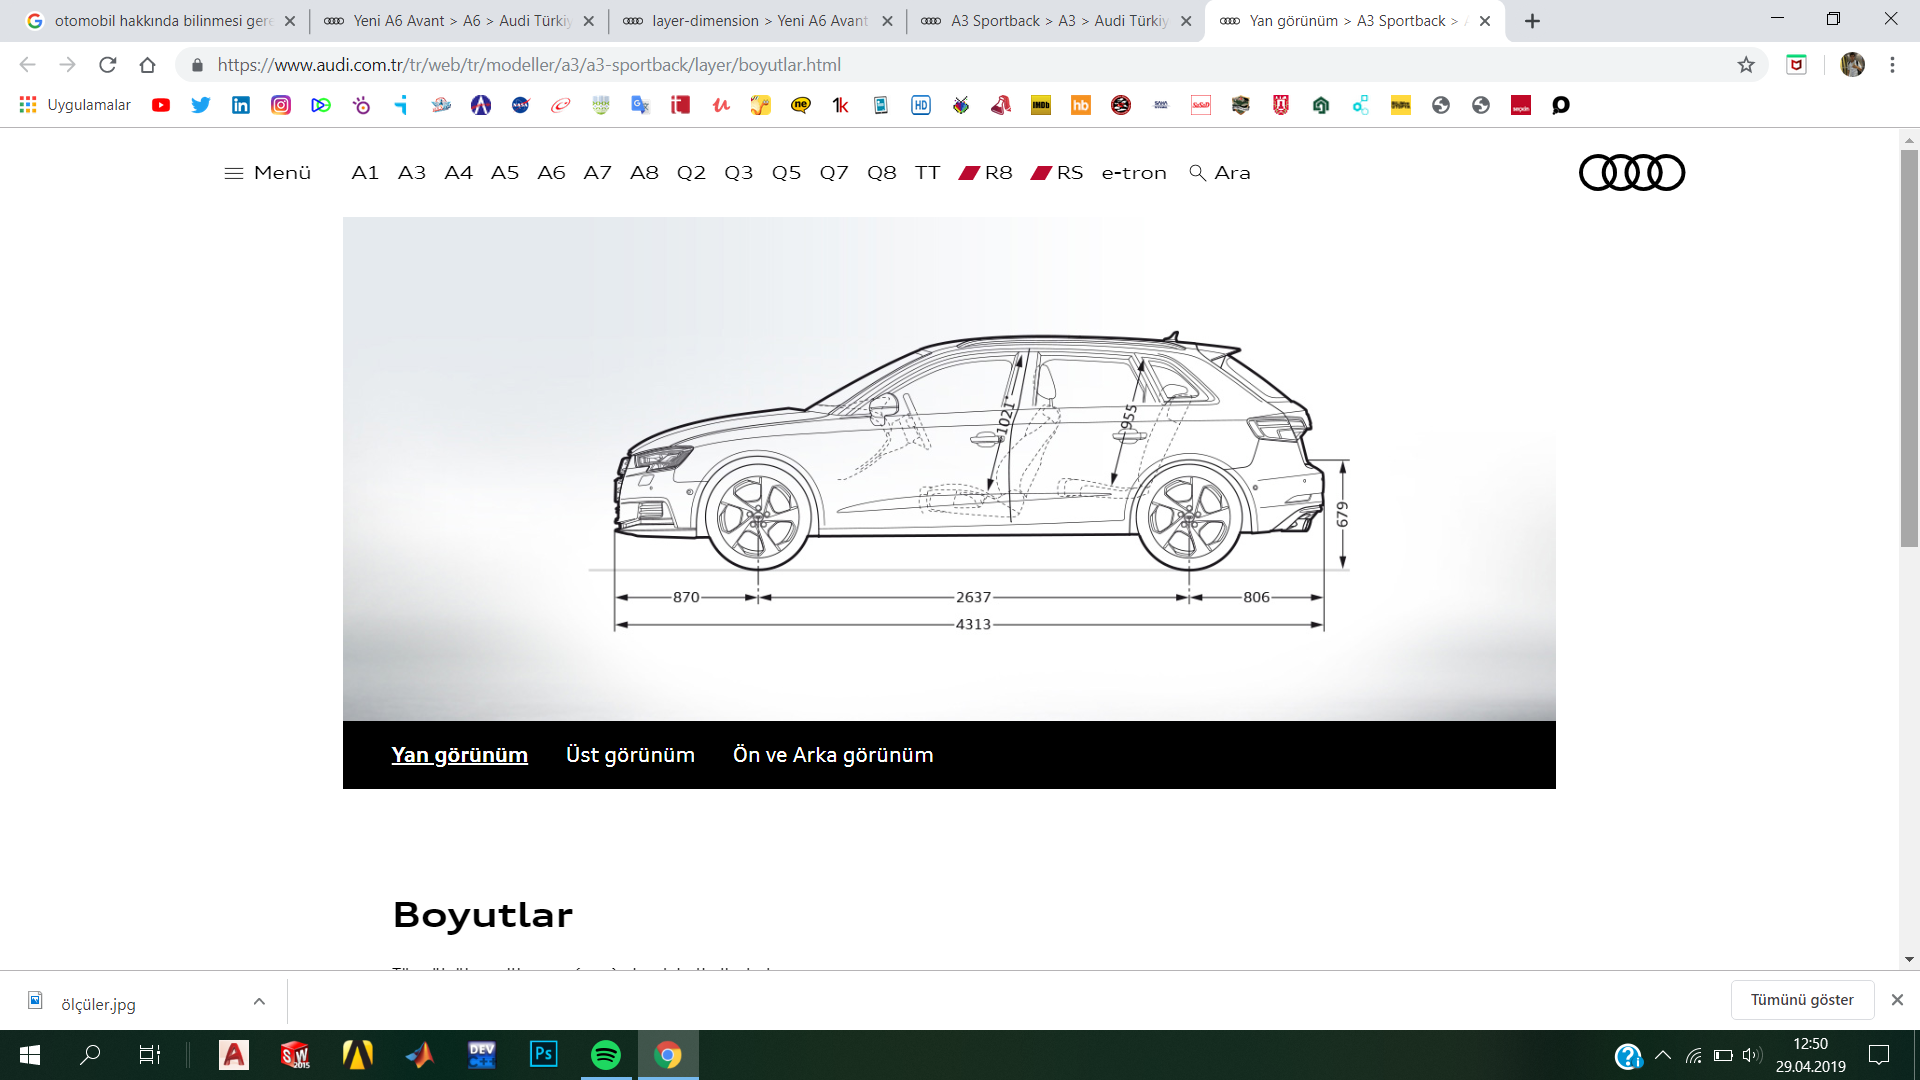 otomobil hakkında bilinmesi gere
Yeni A6 Avant > A6 > Audi Türkiy
layer-dimension > Yeni A6 Avant
A3 Sportback > A3 > Audi Türkiy
Yan görünüm > A3 Sportback >
https://www.audi.com.tr/tr/web/tr/modeller/a3/a3-sportback/layer/boyutlar.html
Uygulamalar
Menü A1 A3 A4 A5 A6 A7 A8 Q2 Q3 Q5 Q7 Q8 TT R8 RS e-tron Ara
1021*
955
679
870 2637 806
4313
Yan görünüm Üst görünüm Ön ve Arka görünüm
Boyutlar
ölçüler.jpg
Tümünü göster
12:50
29.04.2019